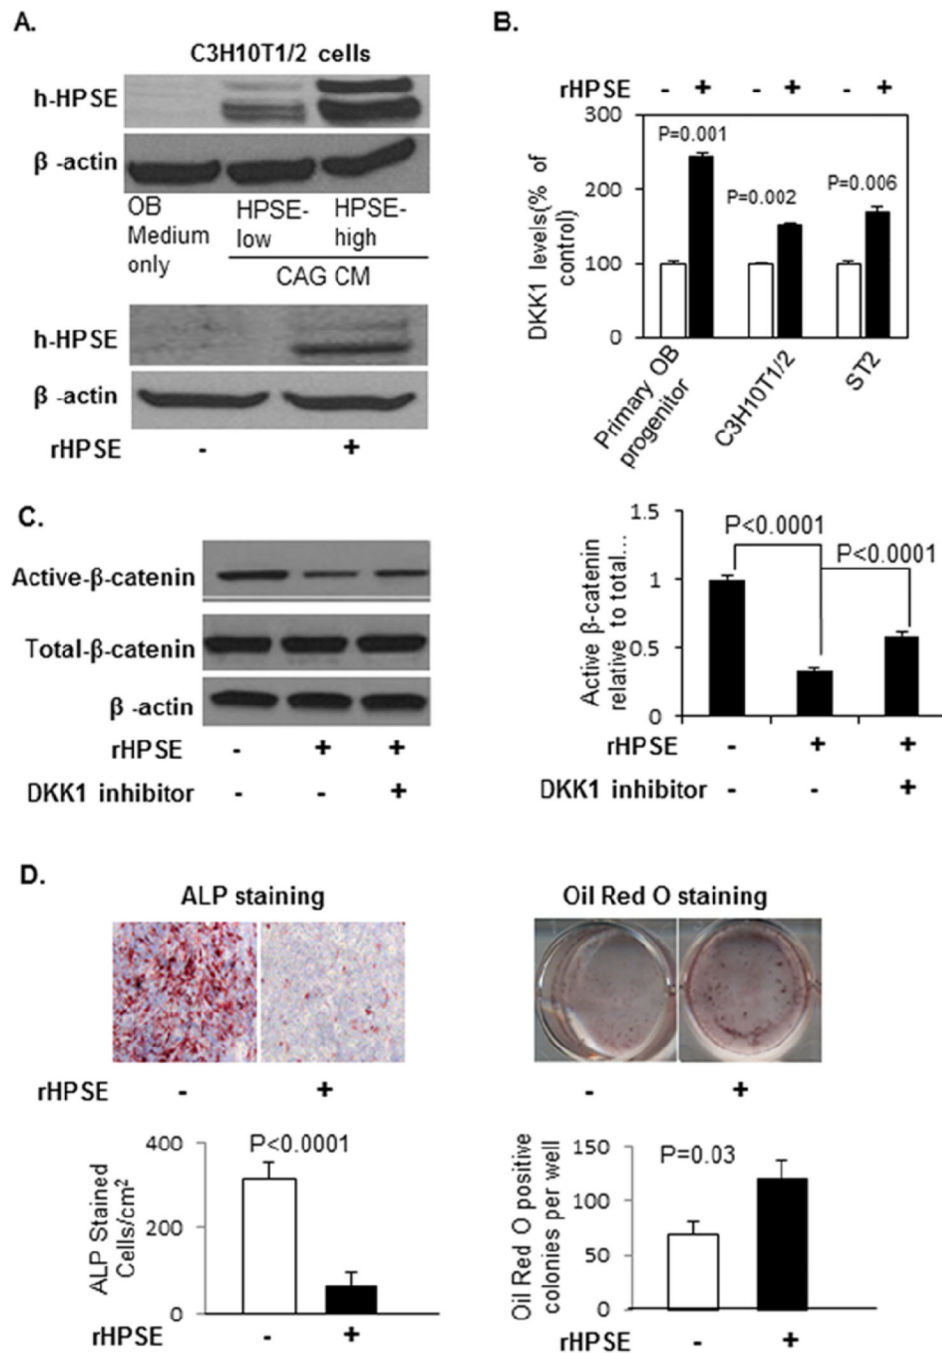 A.
C3H10T1/2 cells
h-HPSE
β -actin
OB Medium only
HPSE-low
HPSE-high
CAG CM
h-HPSE
β -actin
rHPSE - +
B.
rHPSE - + - + - +
DKK1 levels(% of control)
300
200
100
0
P=0.001
P=0.002
P=0.006
Primary OB progenitor
C3H10T1/2
ST2
C.
Active-β-catenin
Total-β-catenin
β -actin
rHPSE - + +
DKK1 inhibitor - - +
Active β-catenin relative to total...
1.5
1
0.5
0
P<0.0001
P<0.0001
rHPSE - + +
DKK1 inhibitor - - +
D.
ALP staining
rHPSE - +
ALP Stained Cells/cm²
400
200
0
P<0.0001
rHPSE - +
Oil Red O staining
- +
Oil Red O positive colonies per well
150
100
50
0
P=0.03
rHPSE - +